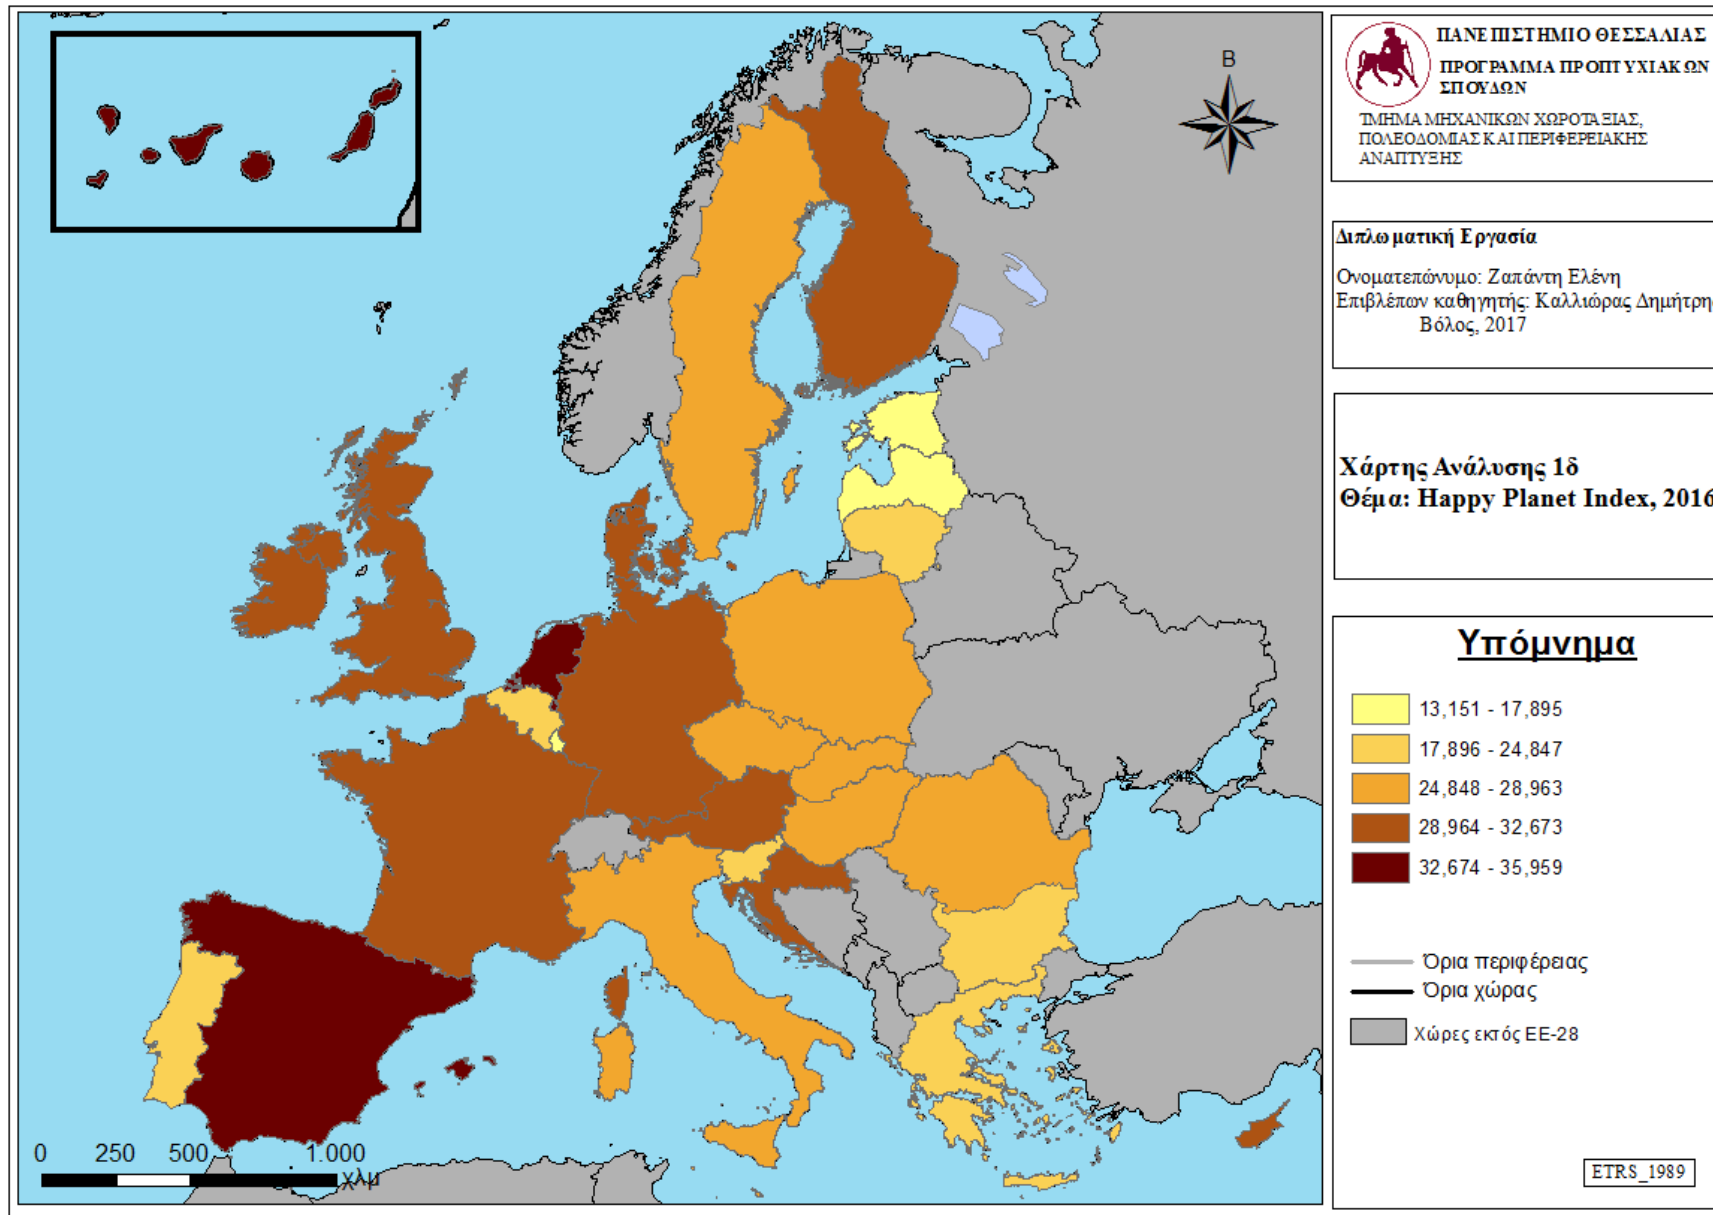 Β
0 250 500 1.000
χλμ
ΠΑΝΕΠΙΣΤΗΜΙΟ ΘΕΣΣΑΛΙΑΣ
ΠΡΟΓΡΑΜΜΑ ΠΡΟΠΤΥΧΙΑΚΩΝ
ΣΠΟΥΔΩΝ
ΤΜΗΜΑ ΜΗΧΑΝΙΚΩΝ ΧΩΡΟΤΑΞΙΑΣ,
ΠΟΛΕΟΔΟΜΙΑΣ ΚΑΙ ΠΕΡΙΦΕΡΕΙΑΚΗΣ
ΑΝΑΠΤΥΞΗΣ
Διπλωματική Εργασία
Ονοματεπώνυμο: Ζαπάντη Ελένη
Επιβλέπων καθηγητής: Καλλιώρας Δημήτρης
Βόλος, 2017
Χάρτης Ανάλυσης 1δ
Θέμα: Happy Planet Index, 2016
Υπόμνημα
13,151 - 17,895
17,896 - 24,847
24,848 - 28,963
28,964 - 32,673
32,674 - 35,959
Όρια περιφέρειας
Όρια χώρας
Χώρες εκτός ΕΕ-28
ETRS_1989